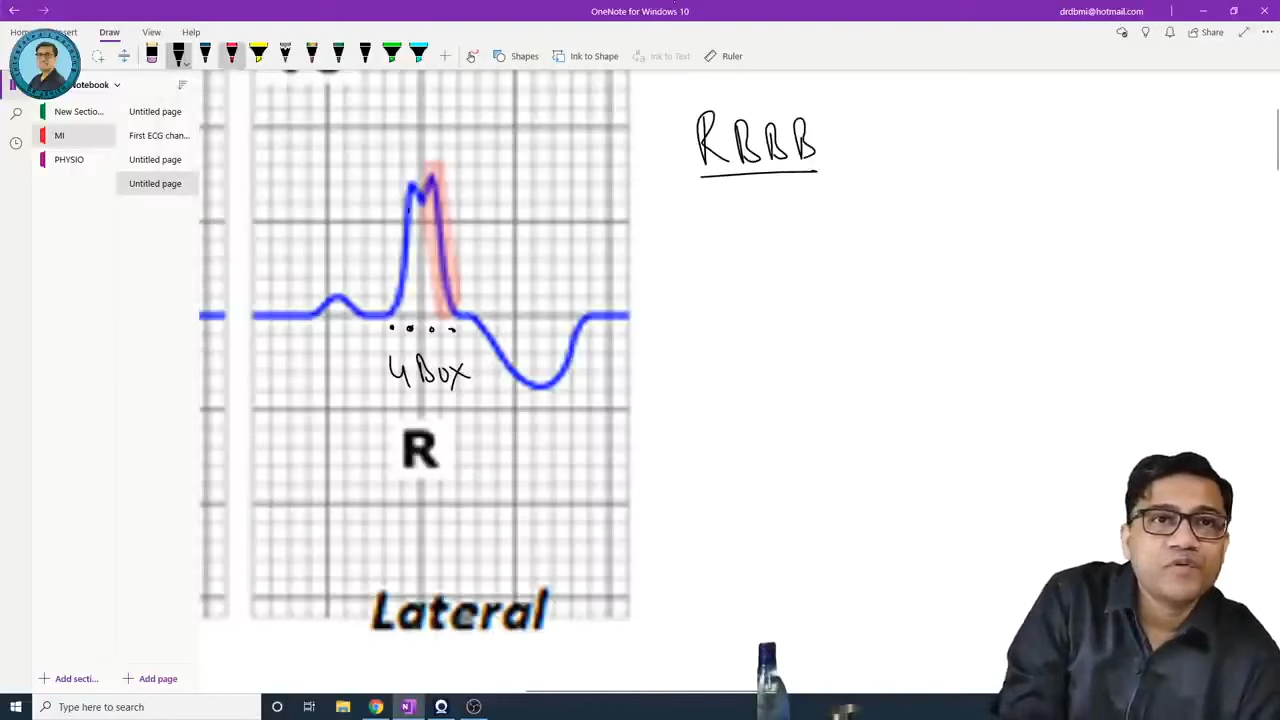 OneNote for Windows 10
drdbmi@hotmail.com
Draw
View
Help
Shapes
Ink to Shape
Ink to Text
Ruler
Share
Notebook
New Sectio...
MI
PHYSIO
Untitled page
First ECG chan...
Untitled page
Untitled page
RBBB
4 Box
R
Lateral
Add secti...
Add page
Type here to search